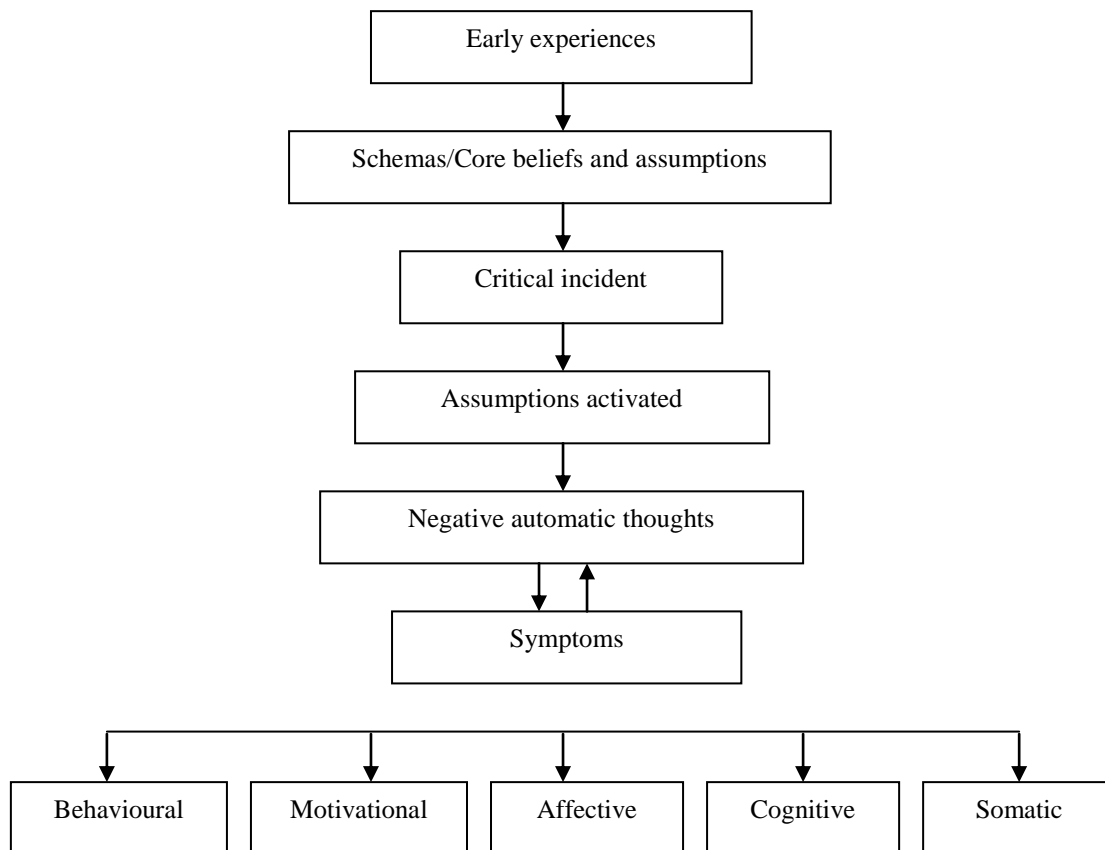 Early experiences
Schemas/Core beliefs and assumptions
Critical incident
Assumptions activated
Negative automatic thoughts
Symptoms
Behavioural
Motivational
Affective
Cognitive
Somatic